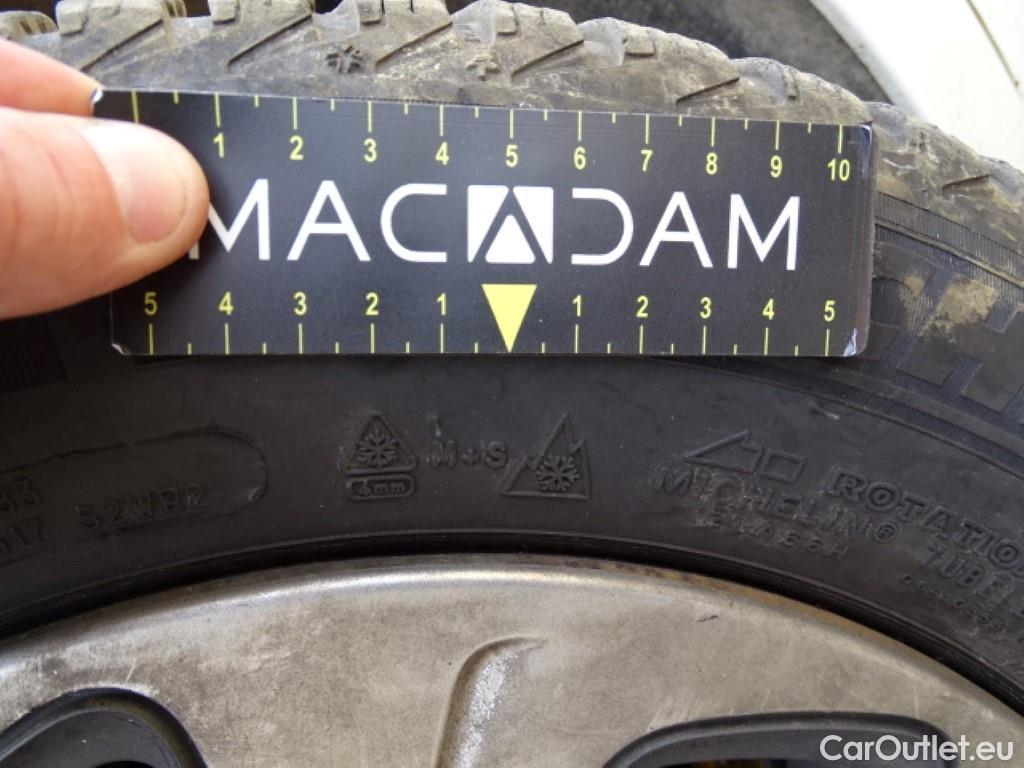 1 2 3 4 5 6 7 8 9 10
MACADAM
5 4 3 2 1 1 2 3 4 5
M+S
4mm
S2WR2
ROTATION
MICHELIN®
CarOutlet.eu